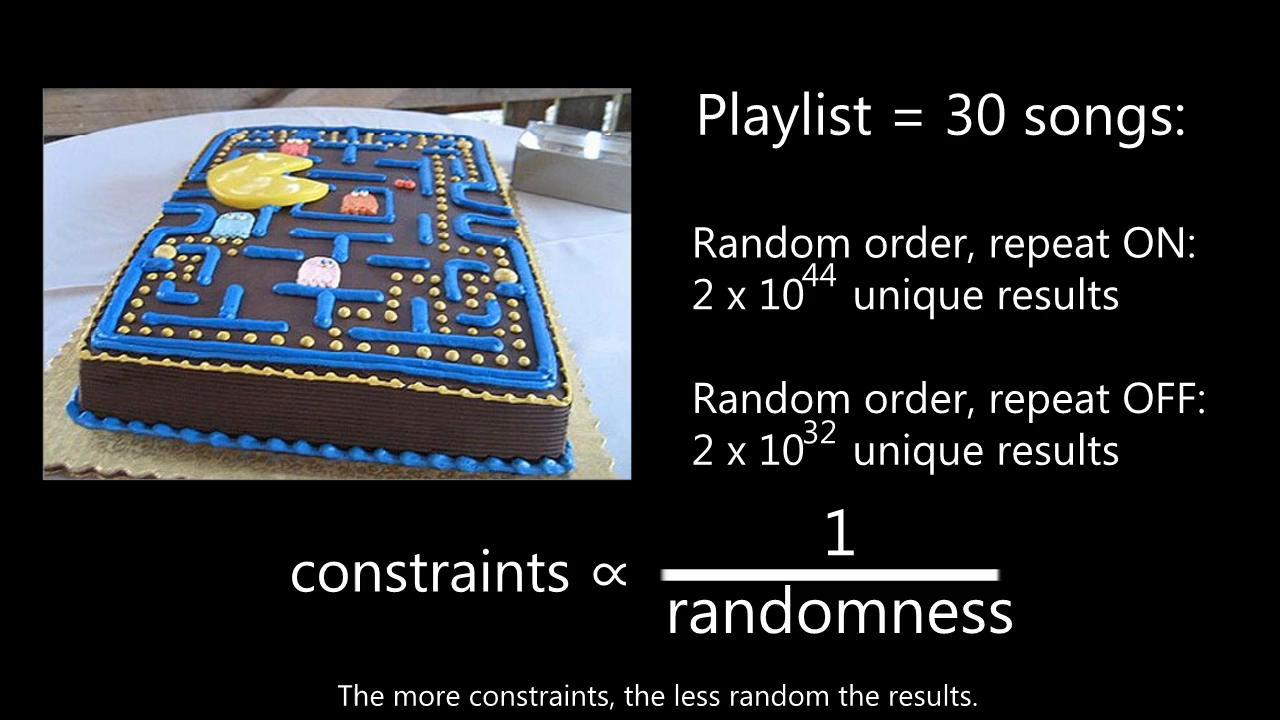 Playlist = 30 songs:
Random order, repeat ON:
2 x 10^44 unique results
Random order, repeat OFF:
2 x 10^32 unique results
constraints ∝ 1
randomness
The more constraints, the less random the results.